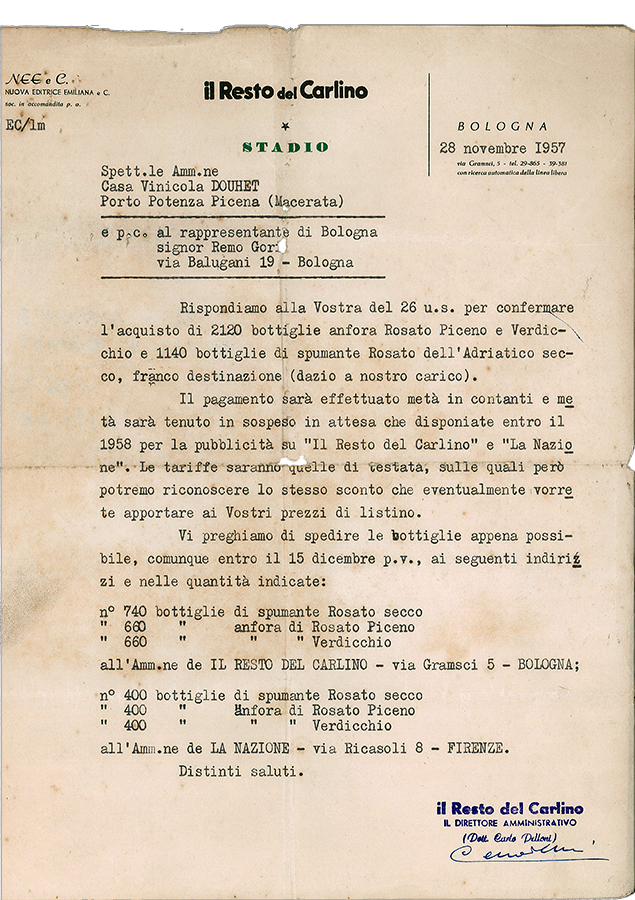 NEE e C.
NUOVA EDITRICE EMILIANA e C.
soc. in accomandita p. a.
EC/lm
il Resto del Carlino
STADIO
BOLOGNA
28 novembre 1957
via Gramsci, 5 - tel. 29-865 - 39-381
con ricerca automatica della linea libera
Spett.le Amm.ne
Casa Vinicola DOUHET
Porto Potenza Picena (Macerata)
e p.c. al rappresentante di Bologna
signor Remo Gori
via Balugani 19 - Bologna
Rispondiamo alla Vostra del 26 u.s. per confermare
l'acquisto di 2120 bottiglie anfora Rosato Piceno e Verdic-
chio e 1140 bottiglie di spumante Rosato dell'Adriatico sec-
co, franco destinazione (dazio a nostro carico).
Il pagamento sarà effettuato metà in contanti e me
tà sarà tenuto in sospeso in attesa che disponiate entro il
1958 per la pubblicità su "Il Resto del Carlino" e "La Nazio
ne". Le tariffe saranno quelle di testata, sulle quali però
potremo riconoscere lo stesso sconto che eventualmente vorre
te apportare ai Vostri prezzi di listino.
Vi preghiamo di spedire le bottiglie appena possi-
bile, comunque entro il 15 dicembre p.v., ai seguenti indiriz
zi e nelle quantità indicate:
n° 740 bottiglie di spumante Rosato secco
" 660 " anfora di Rosato Piceno
" 660 " " " Verdicchio
all'Amm.ne de IL RESTO DEL CARLINO - via Gramsci 5 - BOLOGNA;
n° 400 bottiglie di spumante Rosato secco
" 400 " Anfora di Rosato Piceno
" 400 " " " Verdicchio
all'Amm.ne de LA NAZIONE - via Ricasoli 8 - FIRENZE.
Distinti saluti.
il Resto del Carlino
IL DIRETTORE AMMINISTRATIVO
(Dott. Carlo Pelloni)